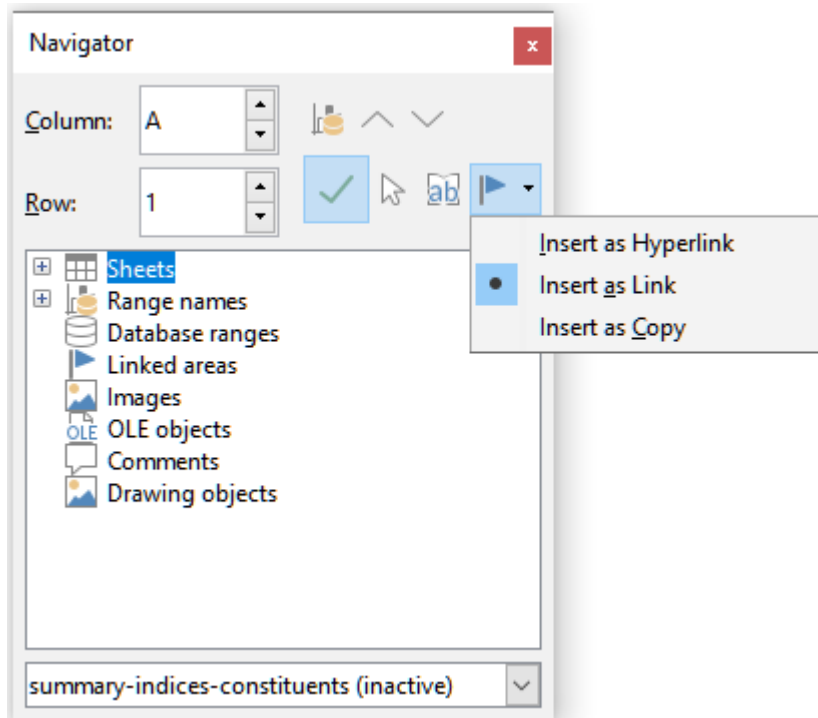 Navigator
x
Column: A
Row: 1
ab
Insert as Hyperlink
Insert as Link
Insert as Copy
Sheets
Range names
Database ranges
Linked areas
Images
OLE OLE objects
Comments
Drawing objects
summary-indices-constituents (inactive)